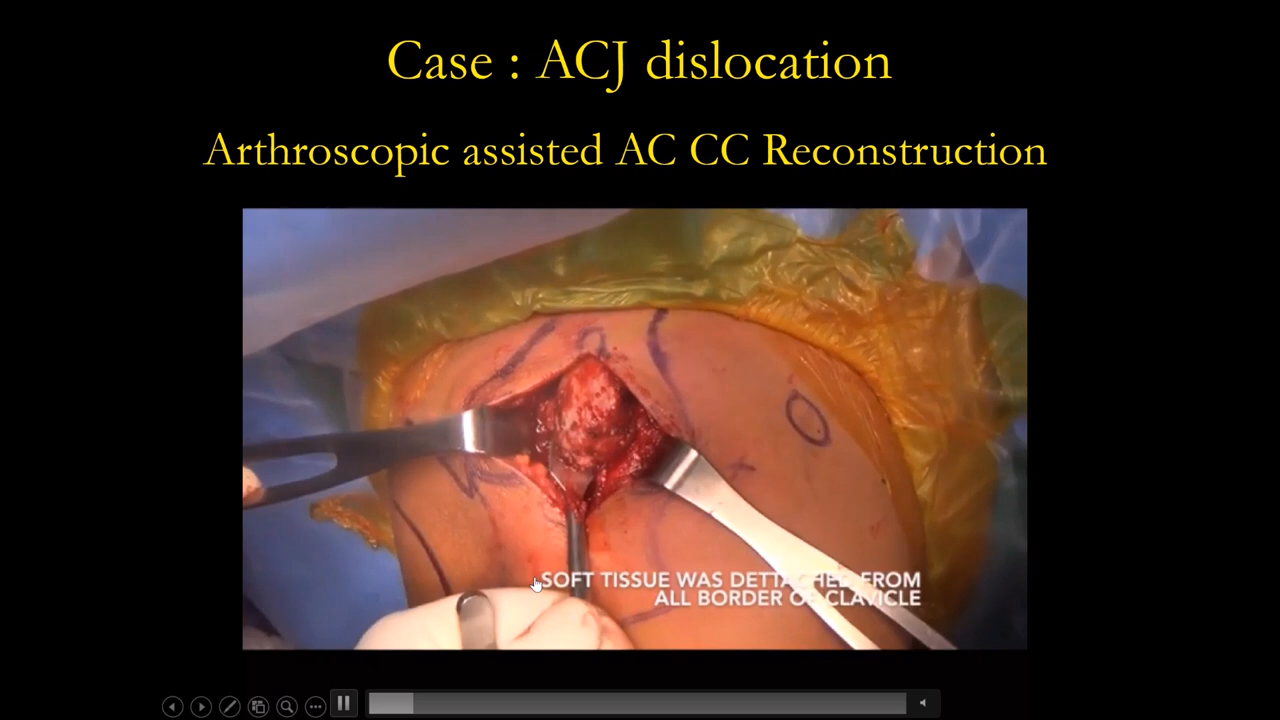 Case : ACJ dislocation
Arthroscopic assisted AC CC Reconstruction
SOFT TISSUE WAS DETTACHED FROM
ALL BORDER OF CLAVICLE